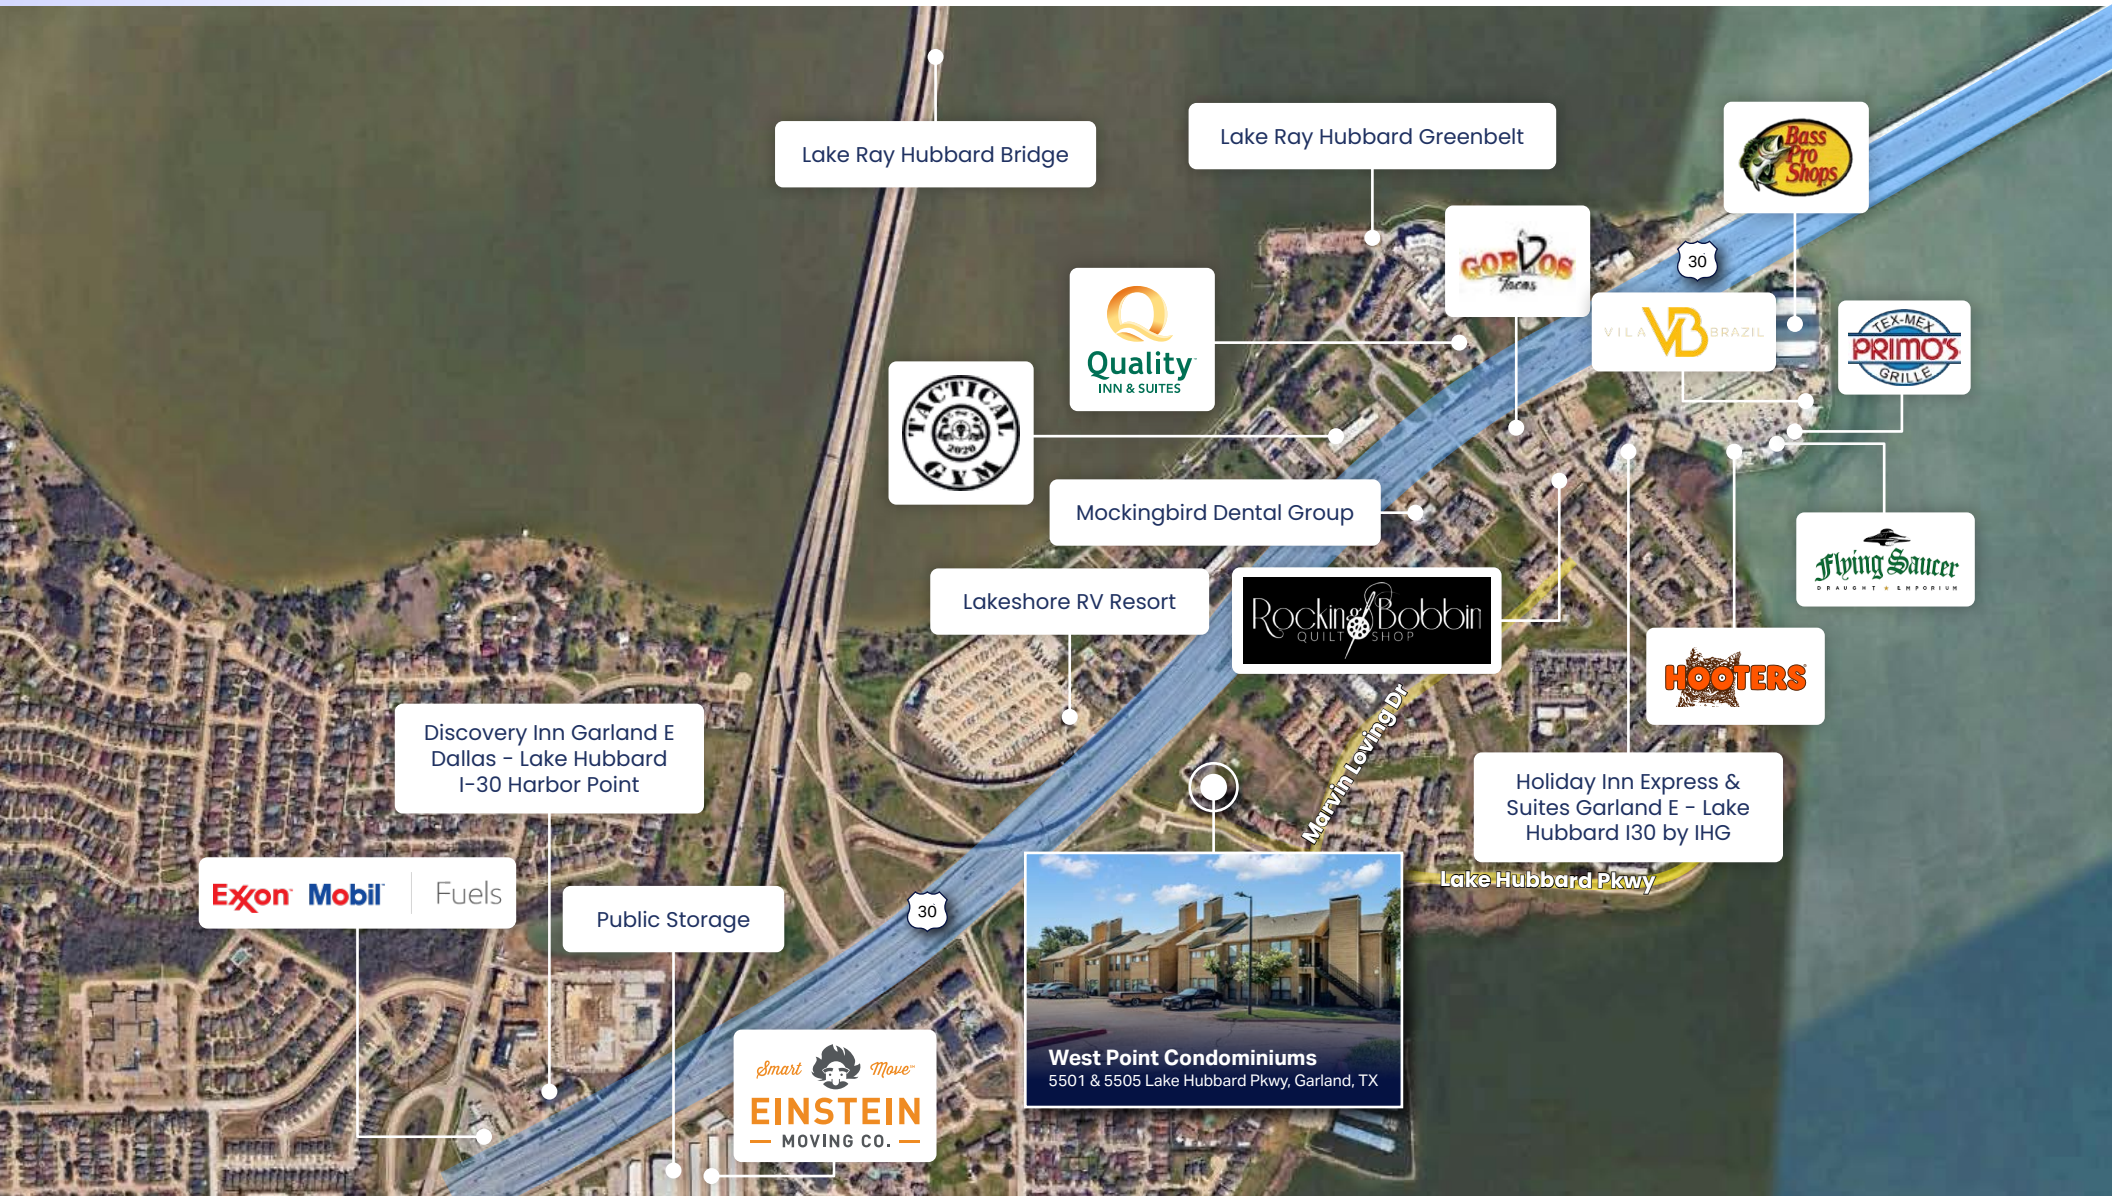 Lake Ray Hubbard Bridge
Lake Ray Hubbard Greenbelt
Bass
Pro
Shops
GORDOS
Tacos
30
VILA VB BRAZIL
TEX-MEX
PRIMO'S
GRILLE
Q
Quality
INN & SUITES
TACTICAL
2020
GYM
Mockingbird Dental Group
Flying Saucer
DRAUGHT ★ EMPORIUM
Lakeshore RV Resort
Rocking Bobbin
QUILT SHOP
HOOTERS
Marvin Loving Dr
Discovery Inn Garland E
Dallas - Lake Hubbard
I-30 Harbor Point
Holiday Inn Express &
Suites Garland E - Lake
Hubbard I30 by IHG
Lake Hubbard Pkwy
Exxon Mobil | Fuels
Public Storage
30
Smart Move
EINSTEIN
MOVING CO.
West Point Condominiums
5501 & 5505 Lake Hubbard Pkwy, Garland, TX